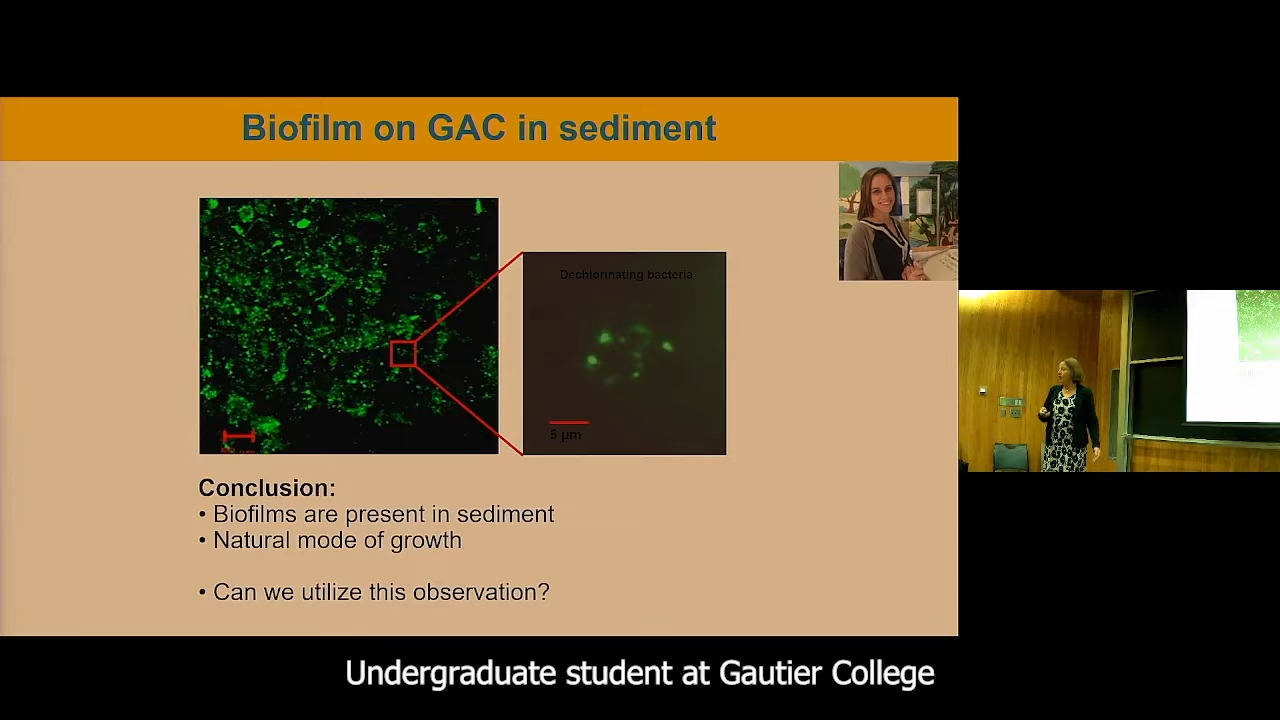 Biofilm on GAC in sediment
Dechlorinating bacteria
5 µm
Conclusion:
• Biofilms are present in sediment
• Natural mode of growth
• Can we utilize this observation?
Undergraduate student at Gautier College